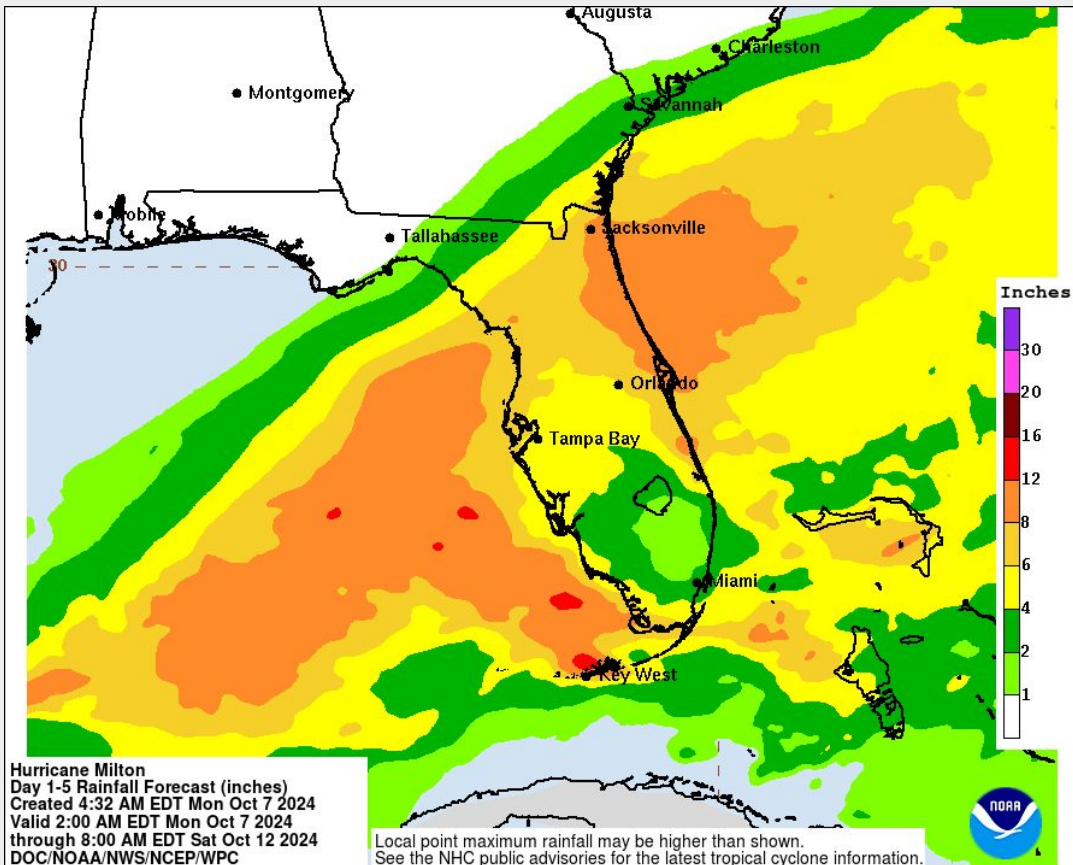 Augusta
Charleston
Montgomery
Savannah
Mobile
Tallahassee
Jacksonville
30
Inches
30
20
16
12
8
6
4
2
1
Orlando
Tampa Bay
Miami
Key West
Hurricane Milton
Day 1-5 Rainfall Forecast (inches)
Created 4:32 AM EDT Mon Oct 7 2024
Valid 2:00 AM EDT Mon Oct 7 2024
through 8:00 AM EDT Sat Oct 12 2024
DOC/NOAA/NWS/NCEP/WPC
Local point maximum rainfall may be higher than shown.
See the NHC public advisories for the latest tropical cyclone information.
NOAA